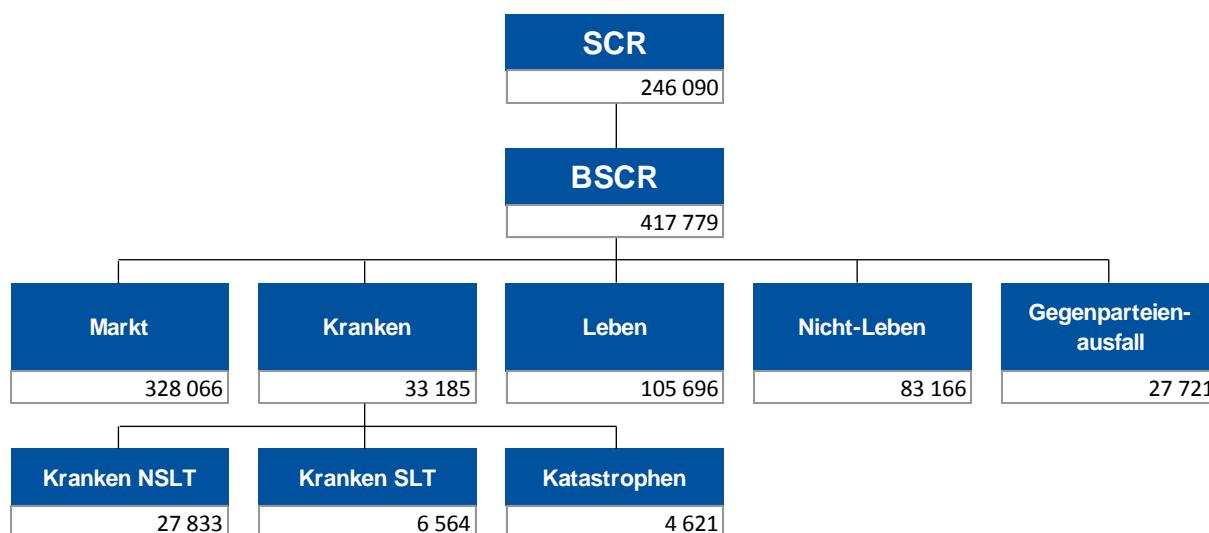 SCR
246 090
BSCR
417 779
Markt
328 066
Kranken
33 185
Leben
105 696
Nicht-Leben
83 166
Gegenparteien-
ausfall
27 721
Kranken NSLT
27 833
Kranken SLT
6 564
Katastrophen
4 621